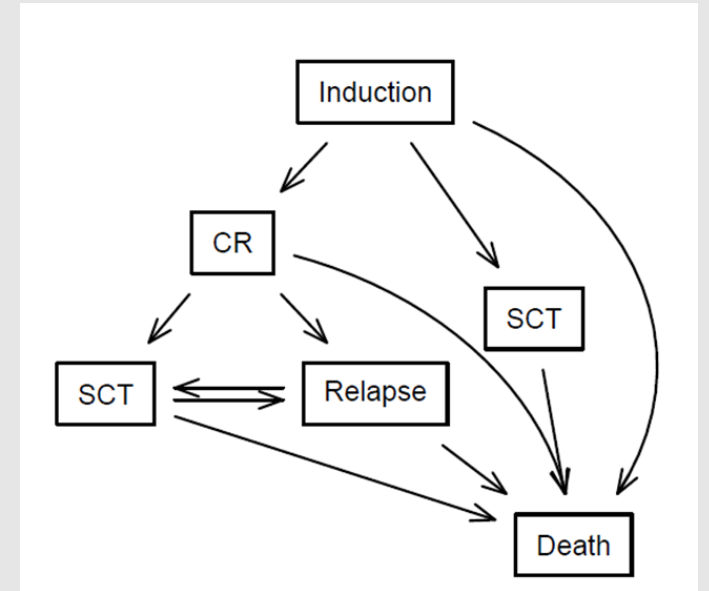 Induction
CR
SCT
SCT
Relapse
Death